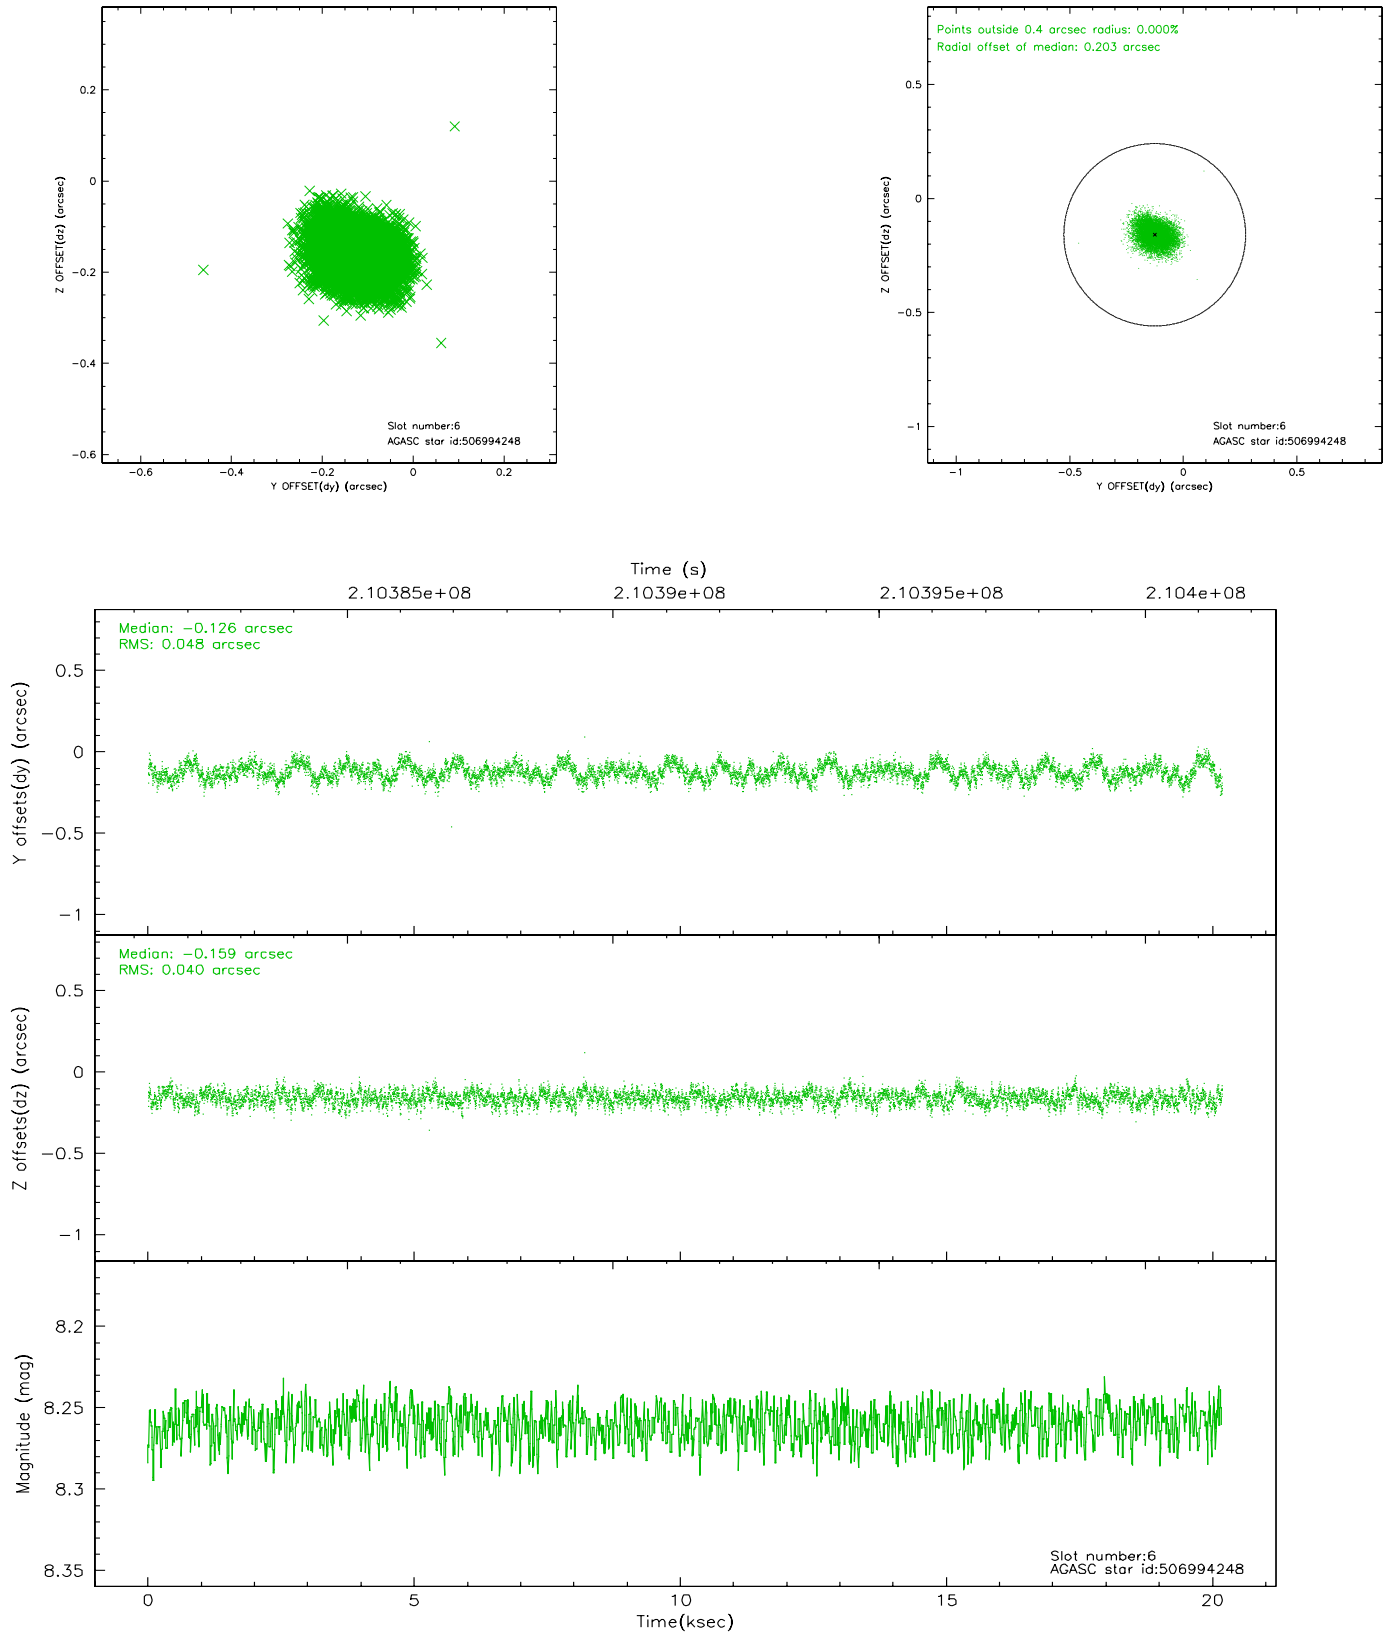 0.2
0
−0.2
−0.4
−0.6
Z OFFSET(dz) (arcsec)
Slot number:6
AGASC star id:506994248
−0.6 −0.4 −0.2 0 0.2
Y OFFSET(dy) (arcsec)
Points outside 0.4 arcsec radius: 0.000%
Radial offset of median: 0.203 arcsec
0.5
0
−0.5
−1
Z OFFSET(dz) (arcsec)
Slot number:6
AGASC star id:506994248
−1 −0.5 0 0.5
Y OFFSET(dy) (arcsec)
Time (s)
2.10385e+08 2.1039e+08 2.10395e+08 2.104e+08
Median: −0.126 arcsec
RMS: 0.048 arcsec
0.5
0
−0.5
−1
Y offsets(dy) (arcsec)
Median: −0.159 arcsec
RMS: 0.040 arcsec
0.5
0
−0.5
−1
Z offsets(dz) (arcsec)
8.2
8.25
8.3
8.35
Magnitude (mag)
Slot number:6
AGASC star id:506994248
0 5 10 15 20
Time(ksec)